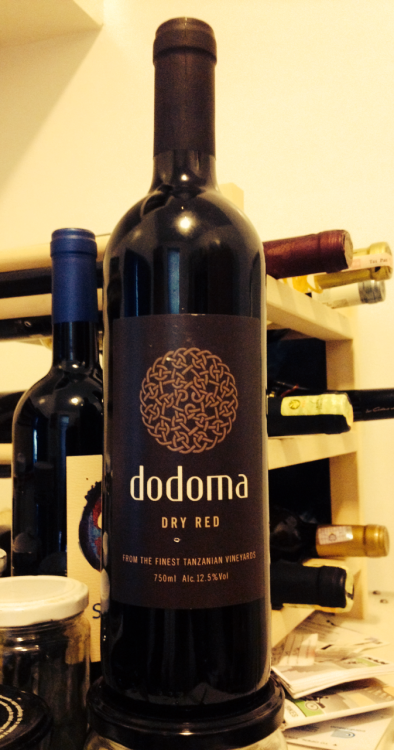 dodoma
DRY RED
FROM THE FINEST TANZANIAN VINEYARDS
750ml Alc.12.5%Vol
S